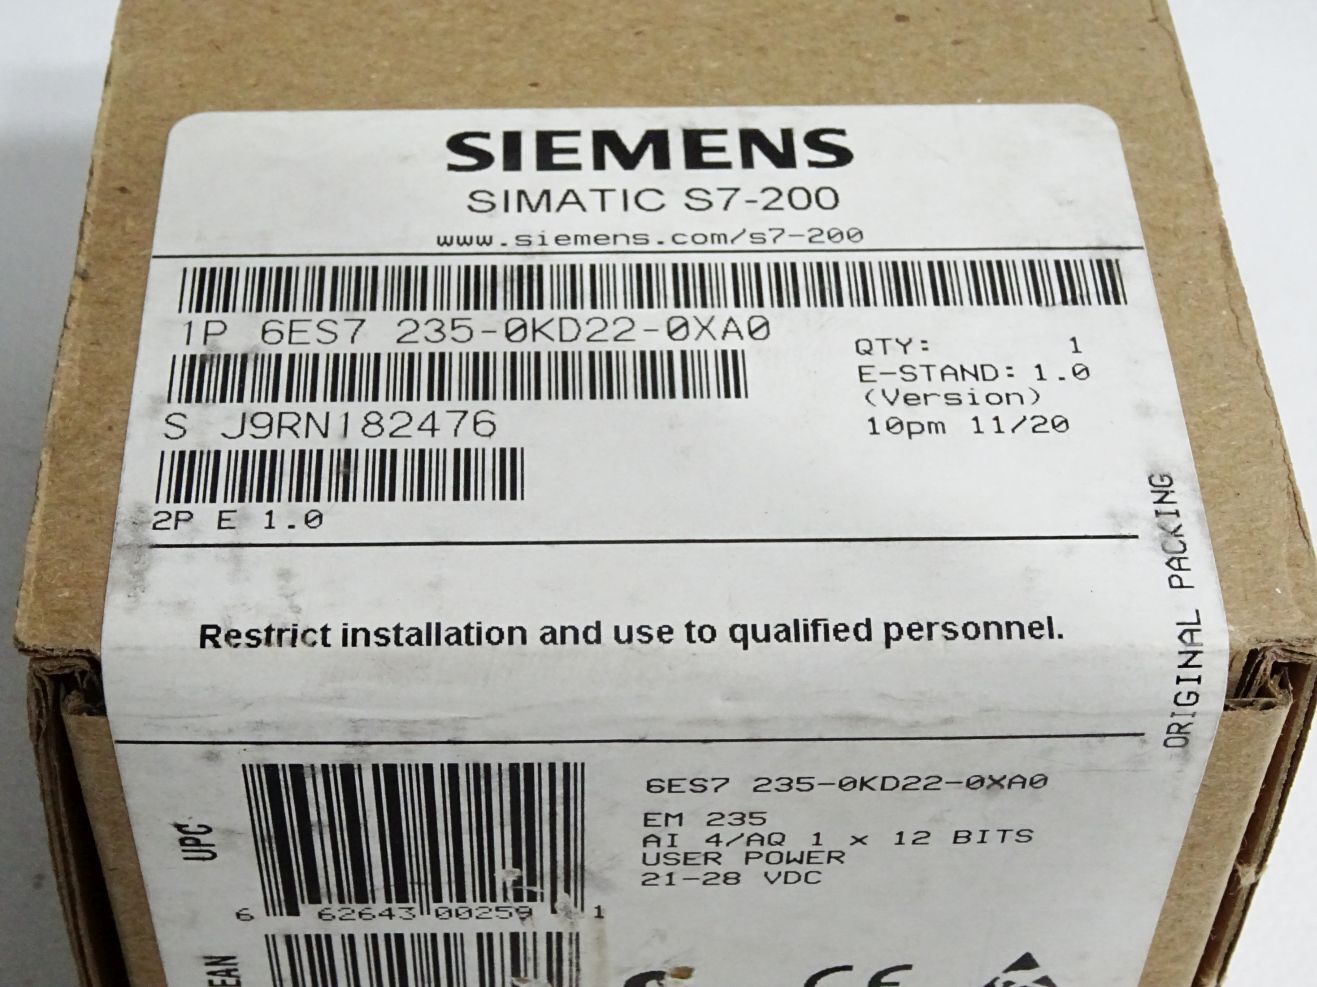 SIEMENS
SIMATIC S7-200
www.siemens.com/s7-200
1P 6ES7 235-0KD22-0XA0
QTY: 1
E-STAND: 1.0
(Version)
10pm 11/20
S J9RN182476
2P E 1.0
ORIGINAL PACKING
Restrict installation and use to qualified personnel.
UPC
6 62643 00259 1
EAN
6ES7 235-0KD22-0XA0
EM 235
AI 4/AQ 1 x 12 BITS
USER POWER
21-28 VDC
CE